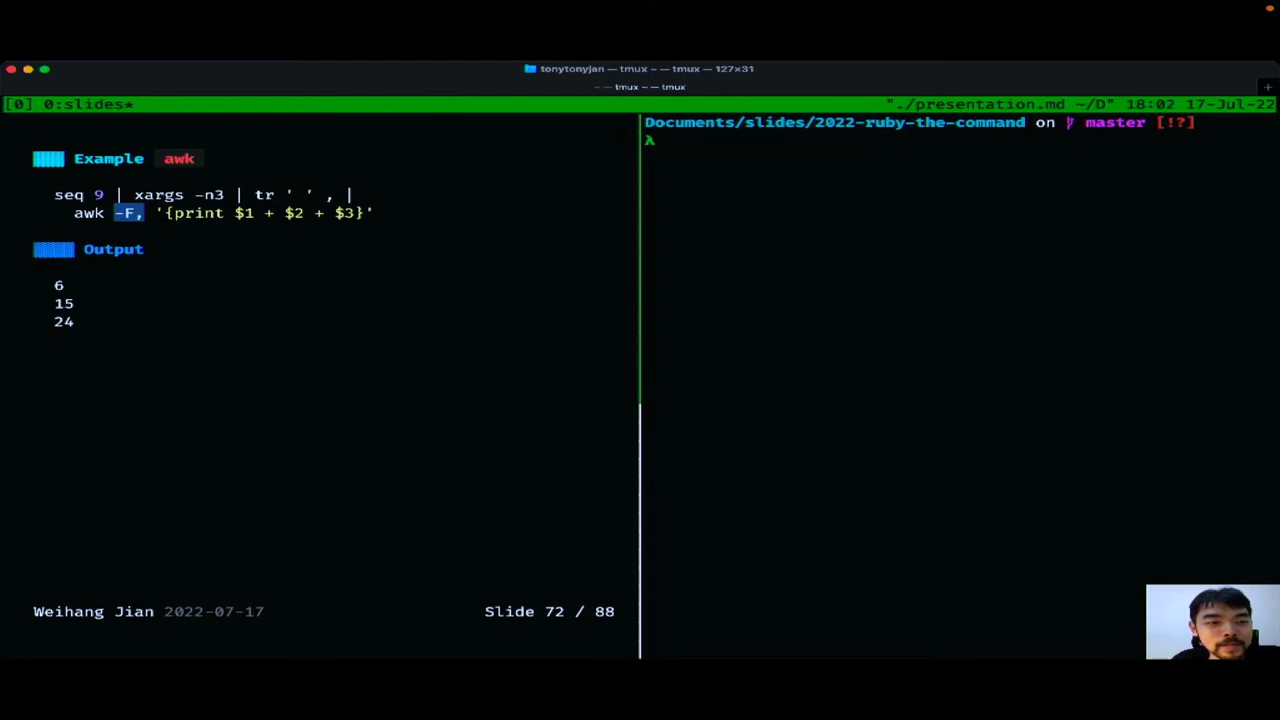 tonytonyjan — tmux ~ — tmux — 127×31
~ — tmux ~ — tmux
[0] 0:slides* "./presentation.md ~/D" 18:02 17-Jul-22
Example awk
seq 9 | xargs -n3 | tr ' ' , |
awk -F, '{print $1 + $2 + $3}'
Output
6
15
24
Weihang Jian 2022-07-17 Slide 72 / 88
Documents/slides/2022-ruby-the-command on master [!?]
λ